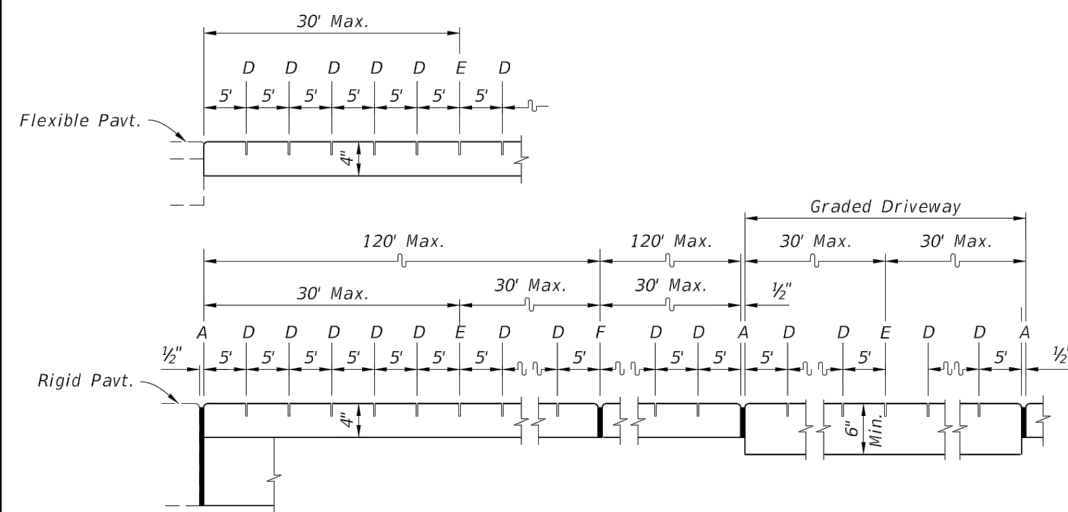 30' Max.
D D D D D E D
5' 5' 5' 5' 5' 5' 5'
Flexible Pavt.
4"
Graded Driveway
120' Max. 120' Max. 30' Max. 30' Max.
30' Max. 30' Max. 30' Max. ½"
A D D D D D E D D F D D A D D E D D A
½" 5' 5' 5' 5' 5' 5' 5' 5' 5' 5' 5' 5' ½"
Rigid Pavt.
4"
6" Min.